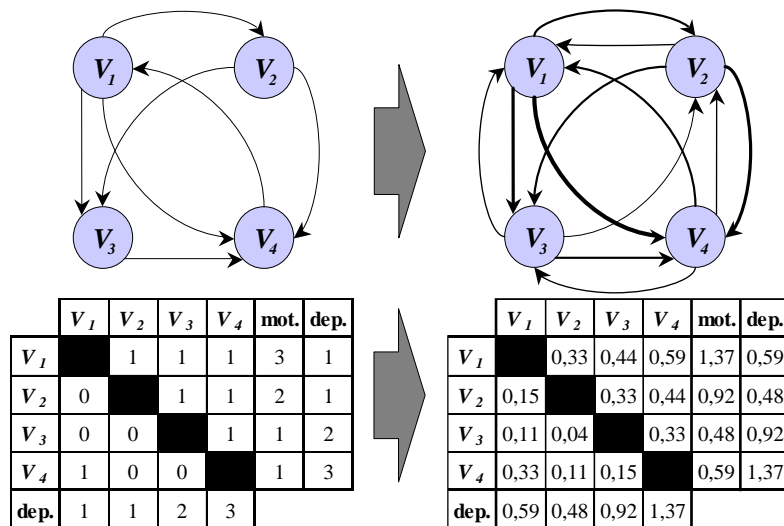 V1 V2 V1 V2
V3 V4 V3 V4
V1 V2 V3 V4 mot. dep.
V1 1 1 1 3 1
V2 0 1 1 2 1
V3 0 0 1 1 2
V4 1 0 0 1 3
dep. 1 1 2 3
V1 V2 V3 V4 mot. dep.
V1 0,33 0,44 0,59 1,37 0,59
V2 0,15 0,33 0,44 0,92 0,48
V3 0,11 0,04 0,33 0,48 0,92
V4 0,33 0,11 0,15 0,59 1,37
dep. 0,59 0,48 0,92 1,37